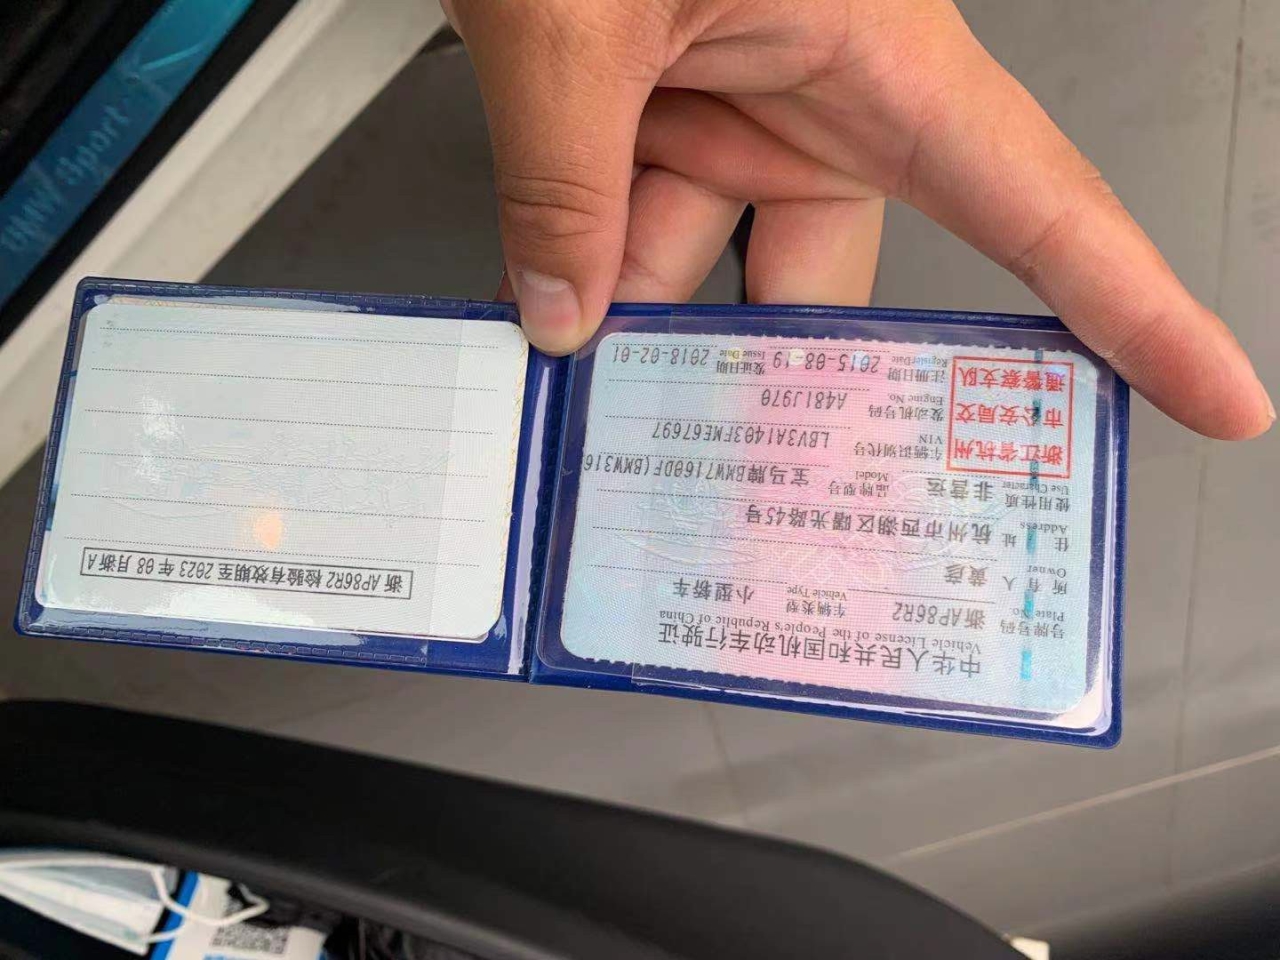 中华人民共和国机动车行驶证
Vehicle License of the People's Republic of China
号牌号码 浙AP86R2 车辆类型 小型轿车
Plate No. Vehicle Type
所有人 黄彦
Owner
住址 杭州市西湖区曙光路45号
Address
使用性质 非营运 品牌型号 宝马牌BMW7160DF(BMW316
Use Character Model
浙江省杭州
市公安局交
通警察支队
车辆识别代号 LBV3A1403FME67697
VIN
发动机号码 A481J970
Engine No.
注册日期 2015-08-19 发证日期 2018-02-01
Register Date Issue Date
浙AP86R2 检验有效期至 2023 年 08 月浙A
BMW Sport